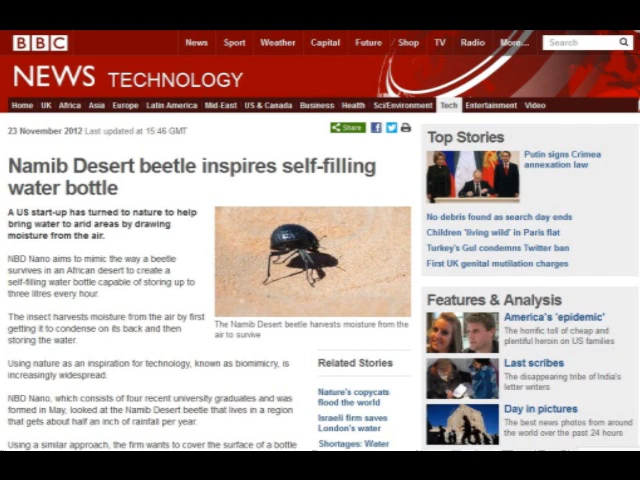 BBC
News Sport Weather Capital Future Shop TV Radio More... Search
NEWS TECHNOLOGY
Home UK Africa Asia Europe Latin America Mid-East US & Canada Business Health Sci/Environment Tech Entertainment Video
23 November 2012 Last updated at 15:46 GMT
Share
Namib Desert beetle inspires self-filling
water bottle
A US start-up has turned to nature to help
bring water to arid areas by drawing
moisture from the air.
NBD Nano aims to mimic the way a beetle
survives in an African desert to create a
self-filling water bottle capable of storing up to
three litres every hour.
The insect harvests moisture from the air by first
getting it to condense on its back and then
storing the water.
Using nature as an inspiration for technology, known as biomimicry, is
increasingly widespread.
NBD Nano, which consists of four recent university graduates and was
formed in May, looked at the Namib Desert beetle that lives in a region
that gets about half an inch of rainfall per year.
Using a similar approach, the firm wants to cover the surface of a bottle
The Namib Desert beetle harvests moisture from the
air to survive
Related Stories
Nature's copycats
flood the world
Israeli firm saves
London's water
Shortages: Water
Top Stories
Putin signs Crimea
annexation law
No debris found as search day ends
Children 'living wild' in Paris flat
Turkey's Gul condemns Twitter ban
First UK genital mutilation charges
Features & Analysis
America's 'epidemic'
The horrific toll of cheap and
plentiful heroin on US families
Last scribes
The disappearing tribe of India's
letter writers
Day in pictures
The best news photos from around
the world over the past 24 hours